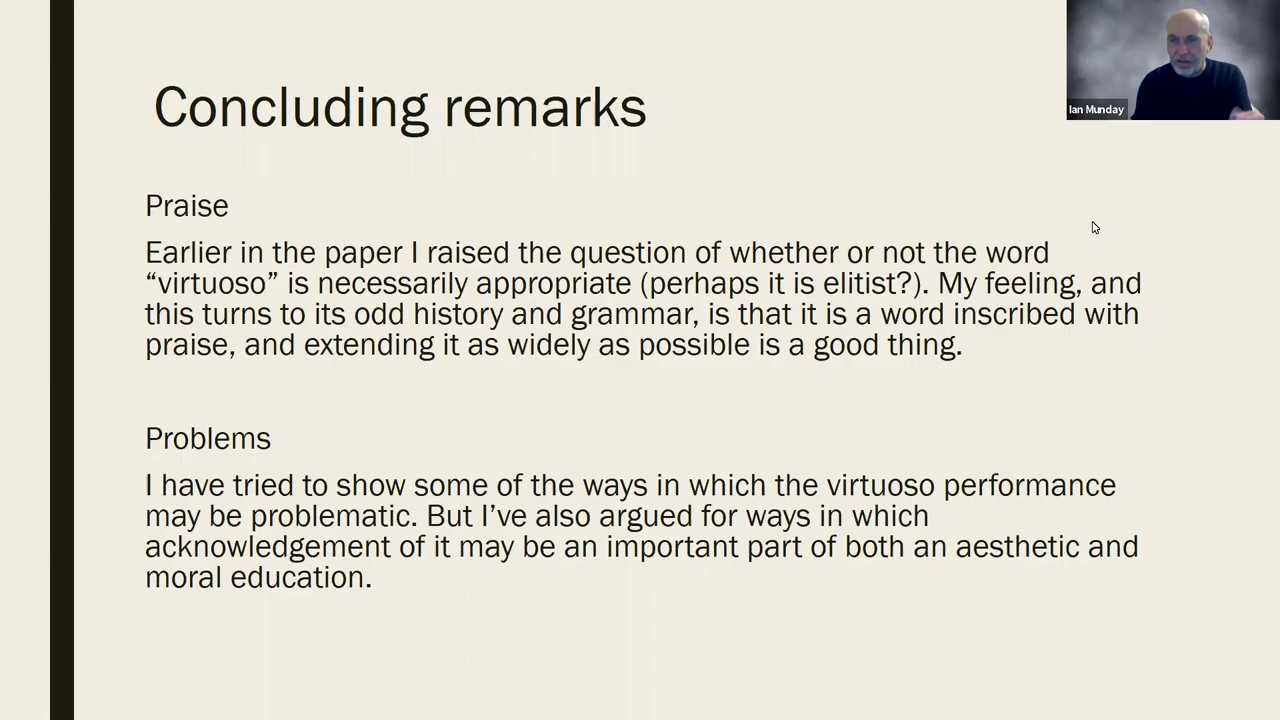 Concluding remarks
Ian Munday
Praise
Earlier in the paper I raised the question of whether or not the word
“virtuoso” is necessarily appropriate (perhaps it is elitist?). My feeling, and
this turns to its odd history and grammar, is that it is a word inscribed with
praise, and extending it as widely as possible is a good thing.
Problems
I have tried to show some of the ways in which the virtuoso performance
may be problematic. But I’ve also argued for ways in which
acknowledgement of it may be an important part of both an aesthetic and
moral education.